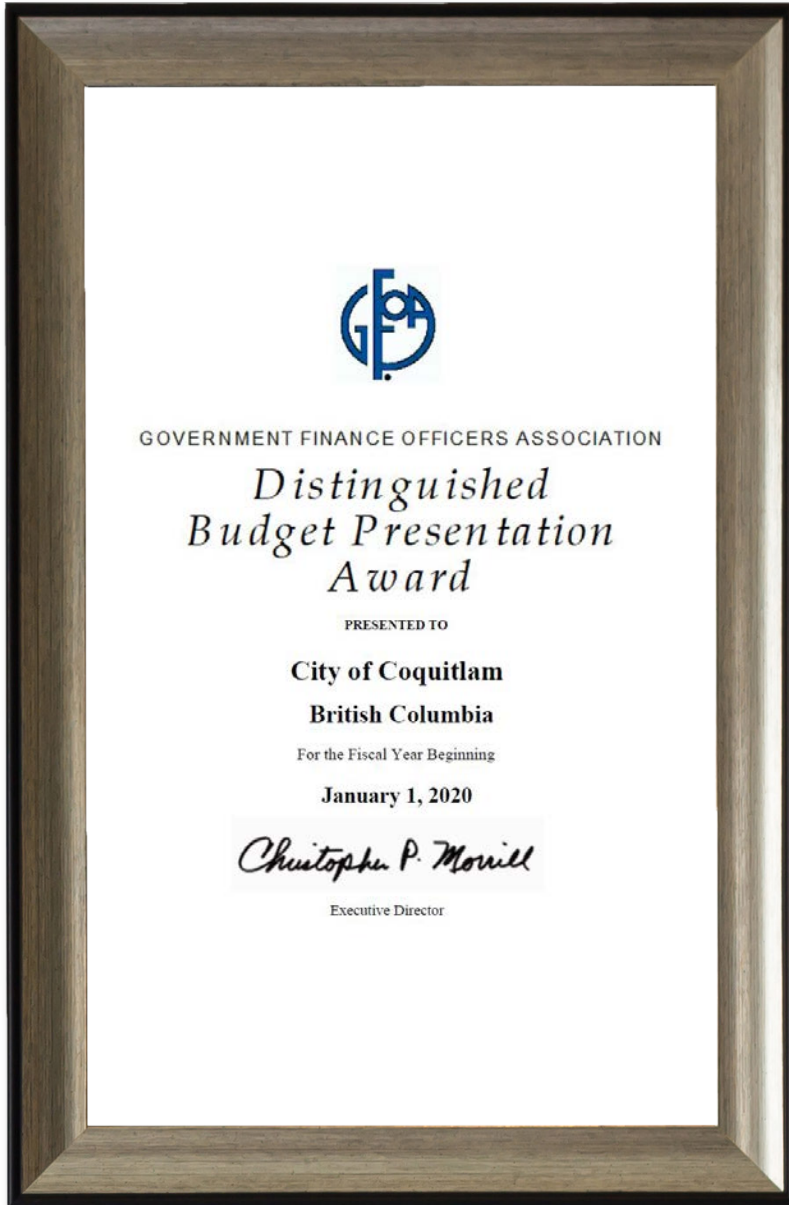 GFOA
GOVERNMENT FINANCE OFFICERS ASSOCIATION
Distinguished
Budget Presentation
Award
PRESENTED TO
City of Coquitlam
British Columbia
For the Fiscal Year Beginning
January 1, 2020
Christopher P. Morrill
Executive Director